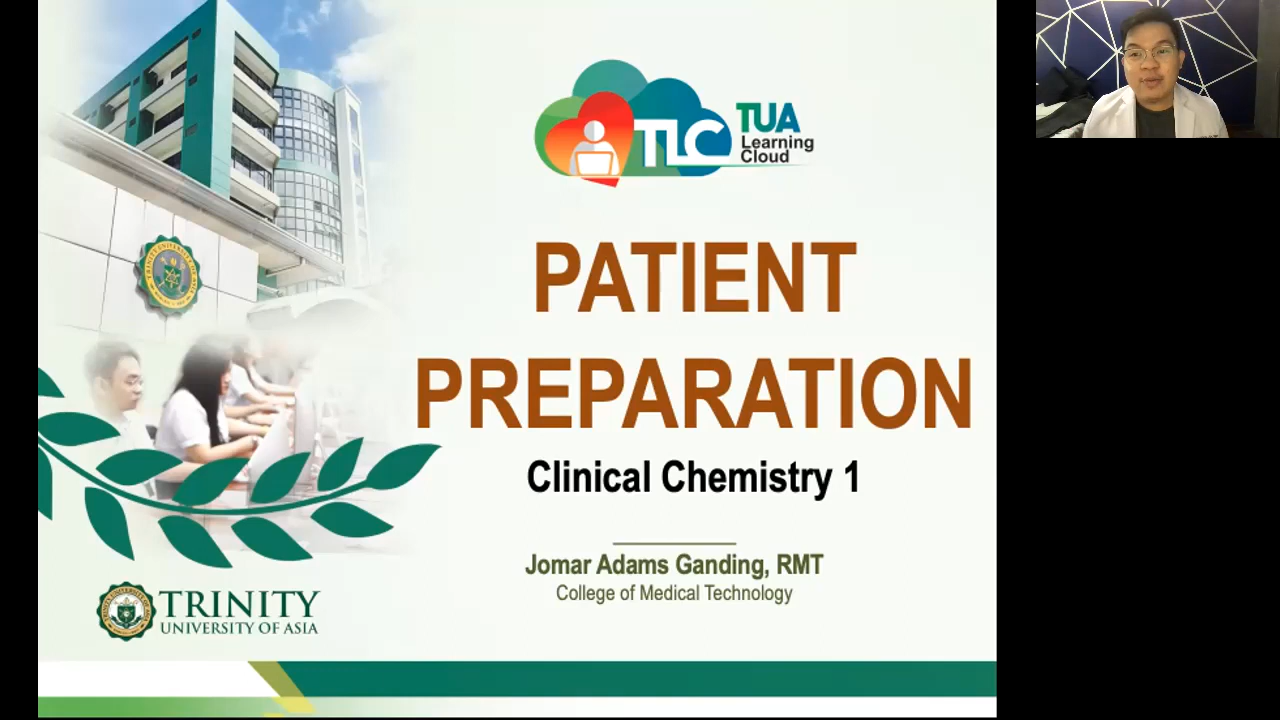 TLC
TUA
Learning
Cloud
PATIENT
PREPARATION
Clinical Chemistry 1
Jomar Adams Ganding, RMT
College of Medical Technology
TRINITY
UNIVERSITY OF ASIA